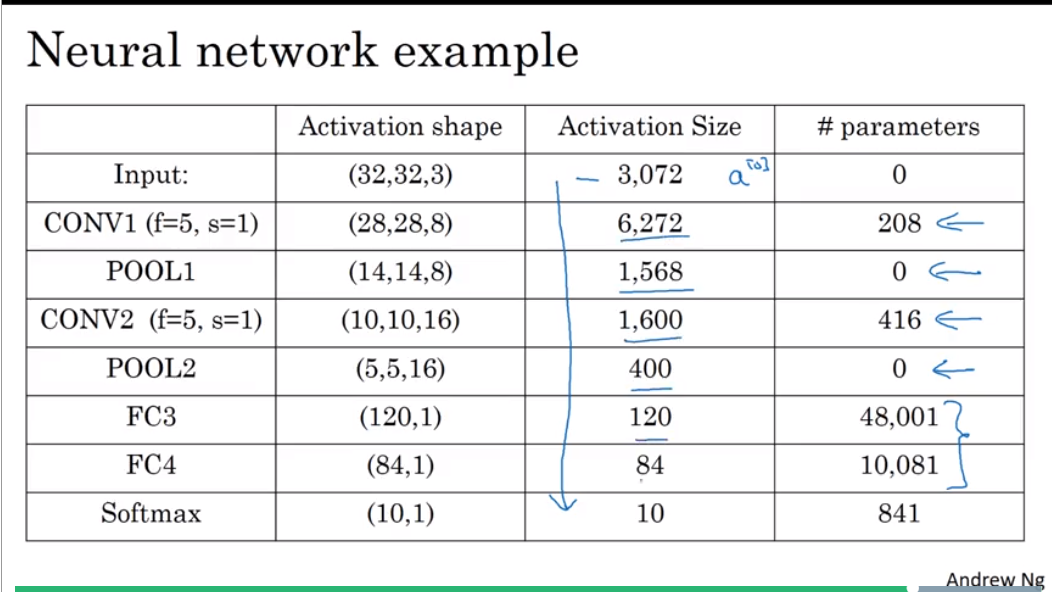 Neural network example
Activation shape Activation Size # parameters
Input: (32,32,3) – 3,072 a[0] 0
CONV1 (f=5, s=1) (28,28,8) 6,272 208
POOL1 (14,14,8) 1,568 0
CONV2 (f=5, s=1) (10,10,16) 1,600 416
POOL2 (5,5,16) 400 0
FC3 (120,1) 120 48,001
FC4 (84,1) 84 10,081
Softmax (10,1) 10 841
Andrew Ng